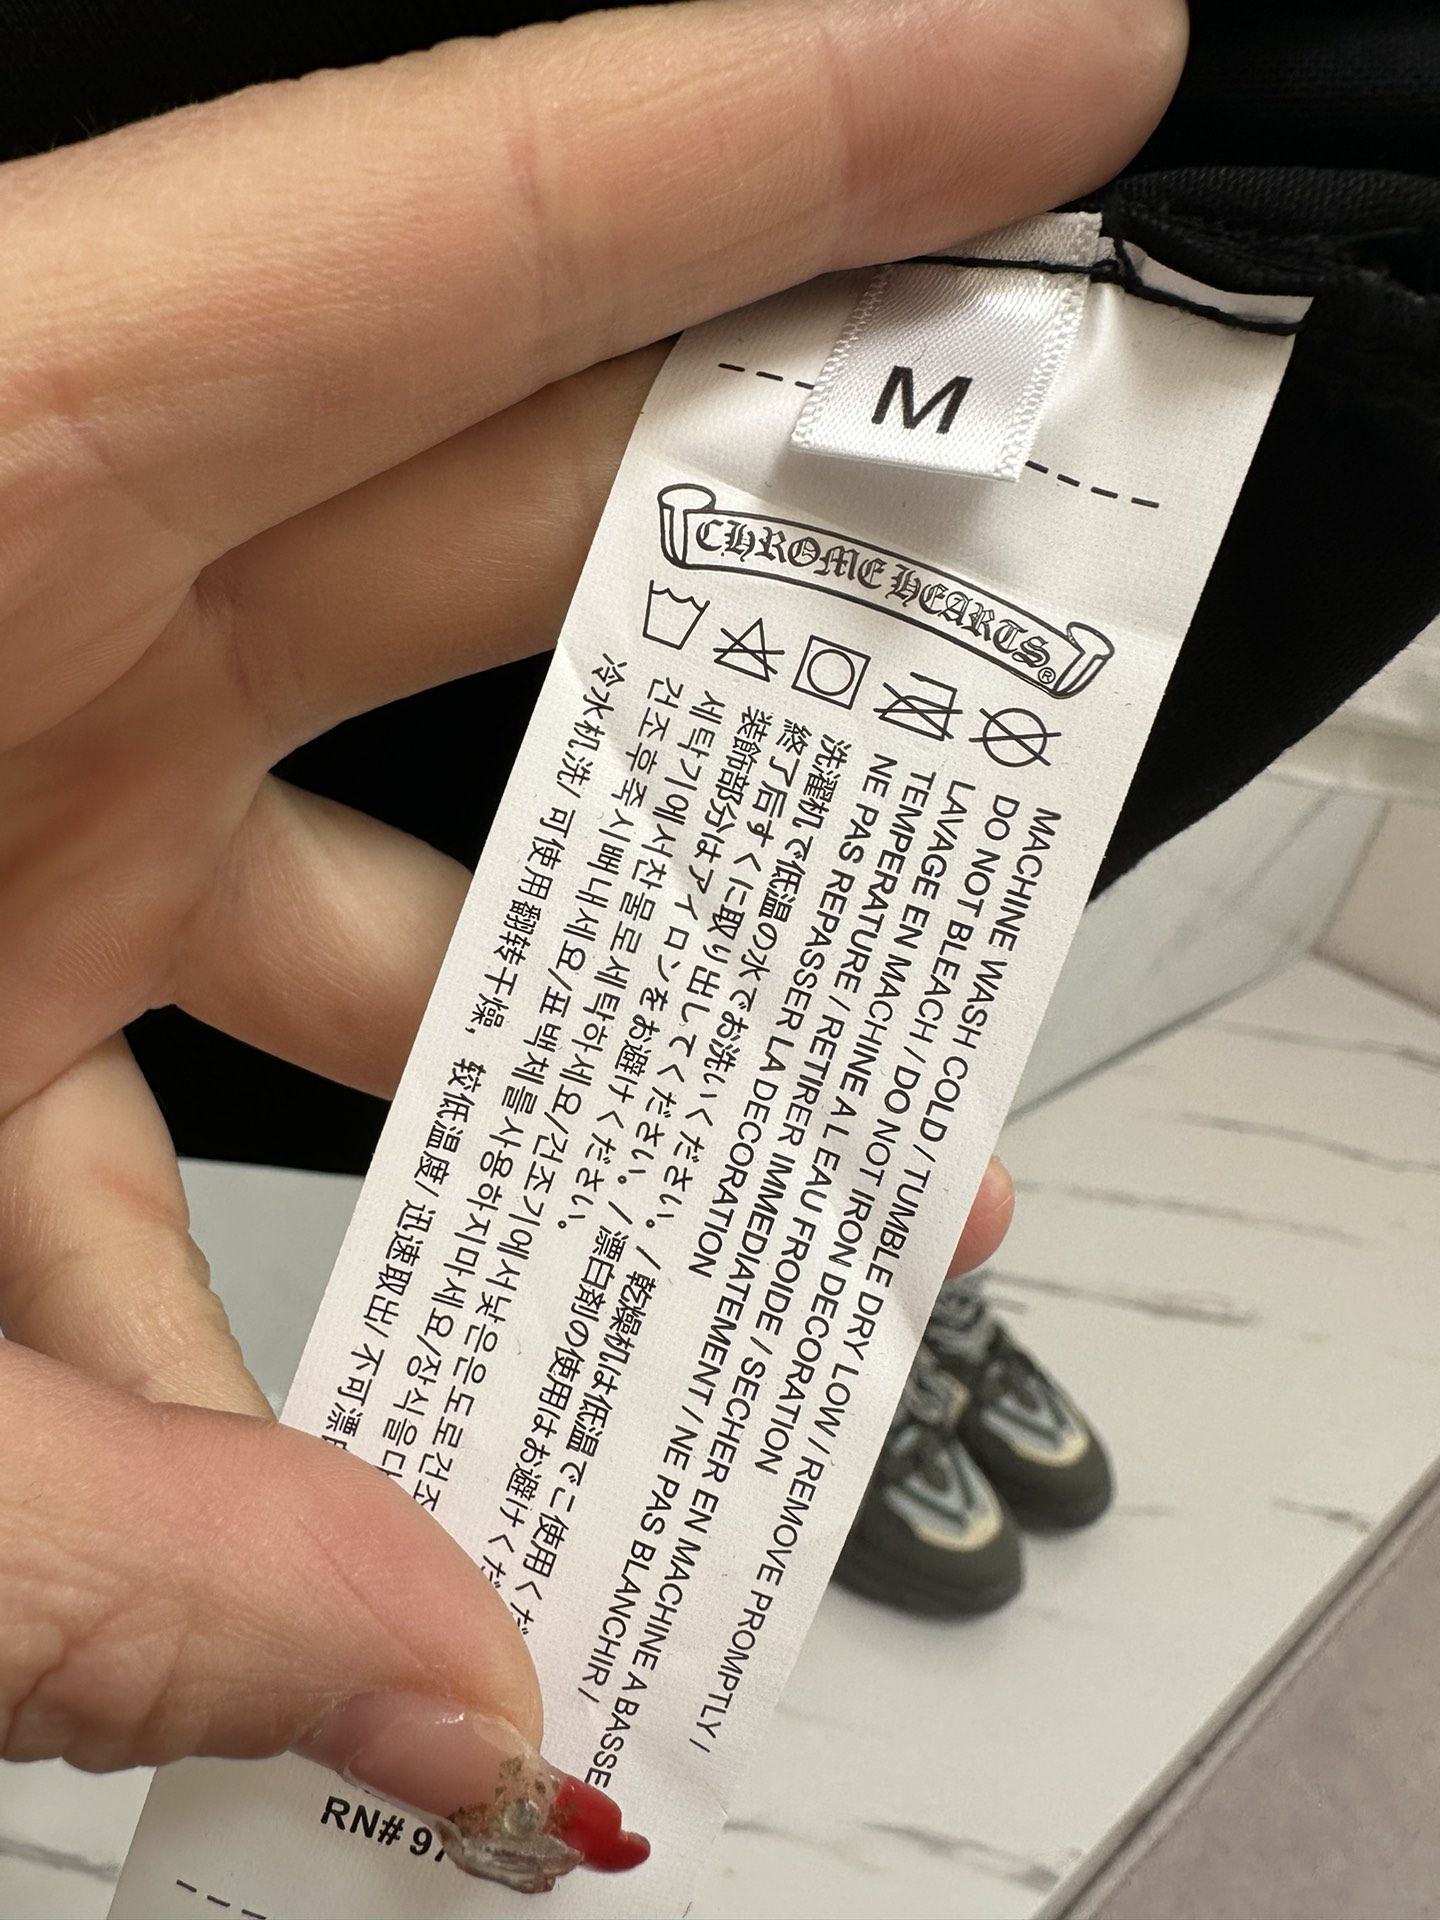 M
CHROME HEARTS®
MACHINE WASH COLD / TUMBLE DRY LOW / REMOVE PROMPTLY /
DO NOT BLEACH / DO NOT IRON DECORATION
LAVAGE EN MACHINE A L EAU FROIDE / SECHER EN MACHINE A BASSE
TEMPERATURE / RETIRER IMMEDIATEMENT / NE PAS BLANCHIR /
NE PAS REPASSER LA DECORATION
洗濯机で低温の水でお洗いください。 / 乾燥机は低温でご使用くだ
終了后すぐに取り出してください。 / 漂白剤の使用はお避けくだ
装飾部分はアイロンをお避けください。
세탁기에서찬물로세탁하세요/건조기에서낮은온도로건조
건조후즉시빼내세요/표백제를사용하지마세요/장식을다
冷水机洗/ 可使用翻转干燥, 较低温度/ 迅速取出/ 不可漂
RN# 97